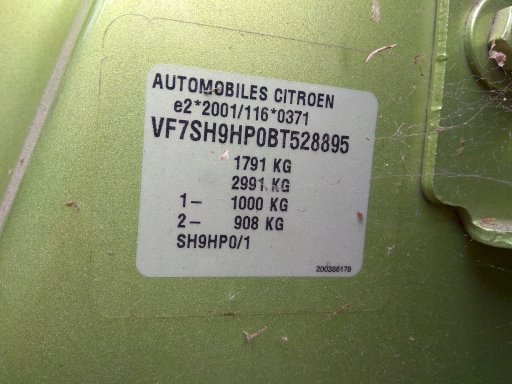 AUTOMOBILES CITROEN
e2*2001/116*0371
VF7SH9HP0BT528895
1791 KG
2991 KG
1- 1000 KG
2- 908 KG
SH9HP0/1
200386178